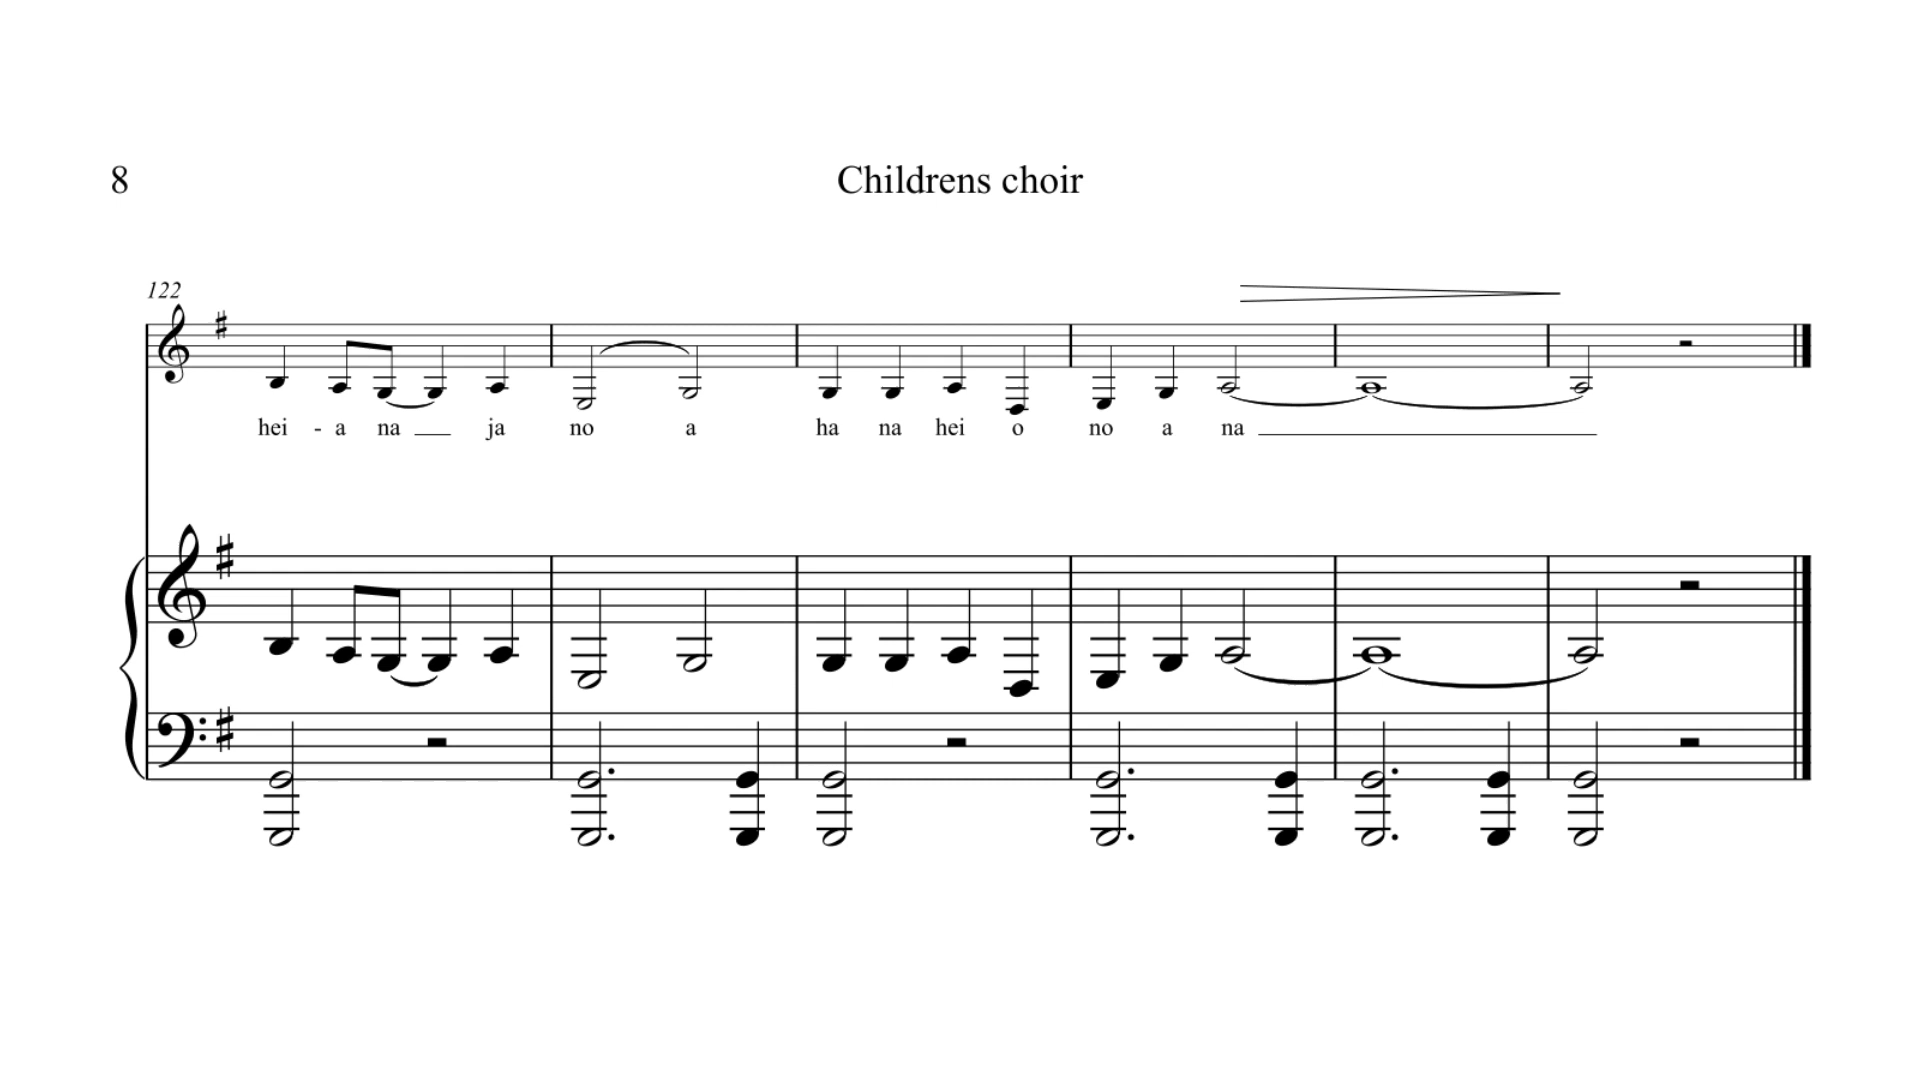 8
Childrens choir
122
hei - a na ja no a ha na hei o no a na